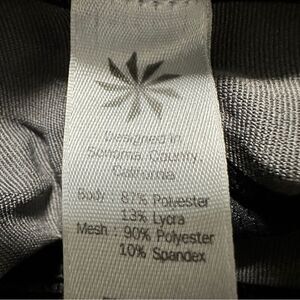 Designed in
Sonoma County,
California
Body : 87% Polyester
13% Lycra
Mesh : 90% Polyester
10% Spandex